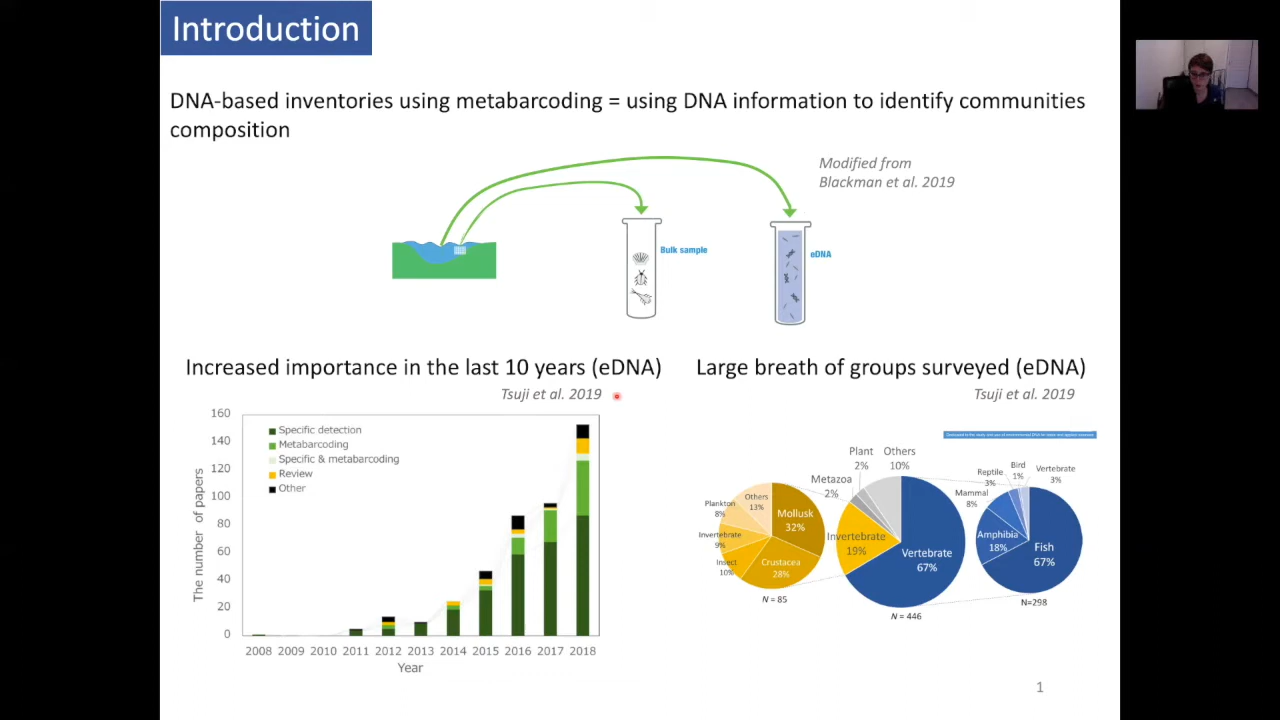 Introduction
DNA-based inventories using metabarcoding = using DNA information to identify communities
composition
Modified from
Blackman et al. 2019
Bulk sample
eDNA
Increased importance in the last 10 years (eDNA)
Tsuji et al. 2019
The number of papers
160
140
120
100
80
60
40
20
0
Specific detection
Metabarcoding
Specific & metabarcoding
Review
Other
2008 2009 2010 2011 2012 2013 2014 2015 2016 2017 2018
Year
Large breath of groups surveyed (eDNA)
Tsuji et al. 2019
Others
13%
Plankton
8%
Invertebrate
9%
Insect
10%
Mollusk
32%
Crustacea
28%
N = 85
Plant
2%
Others
10%
Metazoa
2%
Invertebrate
19%
Vertebrate
67%
N = 446
Reptile
3%
Bird
1%
Vertebrate
3%
Mammal
8%
Amphibia
18%
Fish
67%
N=298
1